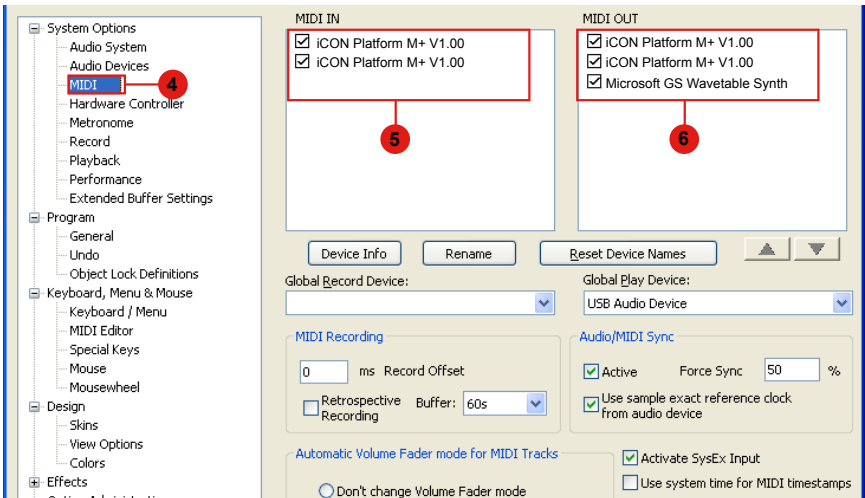 System Options
Audio System
Audio Devices
MIDI
4
Hardware Controller
Metronome
Record
Playback
Performance
Extended Buffer Settings
Program
General
Undo
Object Lock Definitions
Keyboard, Menu & Mouse
Keyboard / Menu
MIDI Editor
Special Keys
Mouse
Mousewheel
Design
Skins
View Options
Colors
Effects
MIDI IN
iCON Platform M+ V1.00
iCON Platform M+ V1.00
5
MIDI OUT
iCON Platform M+ V1.00
iCON Platform M+ V1.00
Microsoft GS Wavetable Synth
6
Device Info
Rename
Reset Device Names
Global Record Device:
Global Play Device:
USB Audio Device
MIDI Recording
0 ms Record Offset
Retrospective Recording
Buffer: 60s
Audio/MIDI Sync
Active Force Sync 50 %
Use sample exact reference clock
from audio device
Automatic Volume Fader mode for MIDI Tracks
Don't change Volume Fader mode
Activate SysEx Input
Use system time for MIDI timestamps